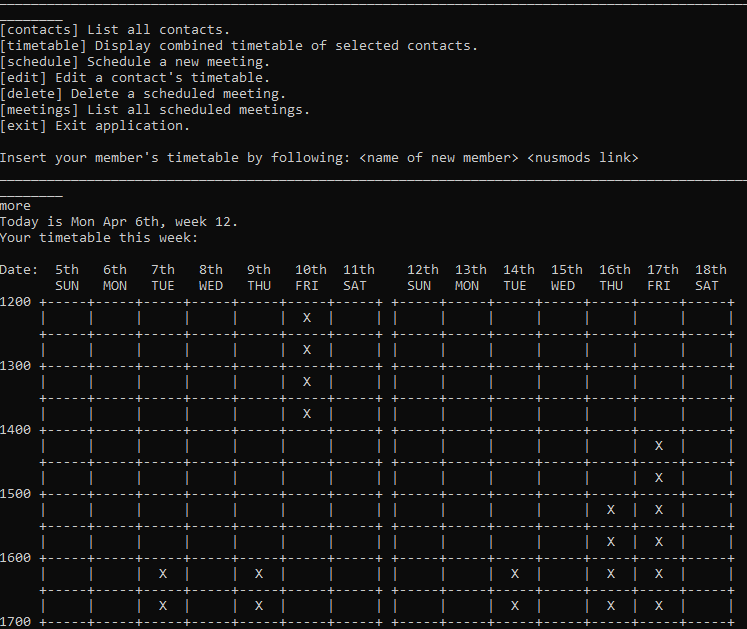 [contacts] List all contacts.
[timetable] Display combined timetable of selected contacts.
[schedule] Schedule a new meeting.
[edit] Edit a contact's timetable.
[delete] Delete a scheduled meeting.
[meetings] List all scheduled meetings.
[exit] Exit application.
Insert your member's timetable by following: <name of new member> <nusmods link>
more
Today is Mon Apr 6th, week 12.
Your timetable this week:
Date: 5th 6th 7th 8th 9th 10th 11th 12th 13th 14th 15th 16th 17th 18th
SUN MON TUE WED THU FRI SAT SUN MON TUE WED THU FRI SAT
1200
X
X
1300
X
X
1400
X
X
1500
X X
X X
1600
X X X X X
X X X X X
1700